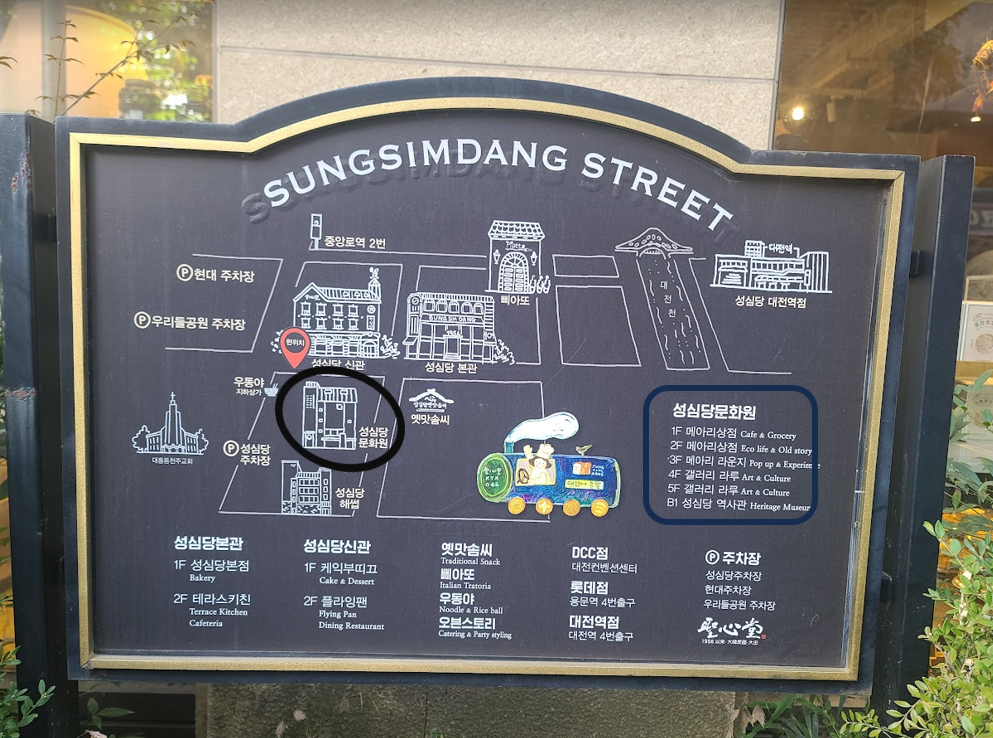 SUNGSIMDANG STREET
중앙로역 2번
Ⓟ현대 주차장
삐아또
대전역
성심당 대전역점
대전천
Ⓟ우리들공원 주차장
SUNG SIM DANG
현위치
성심당 신관
성심당 본관
우동야
지하상가
성심당
문화원
옛맛솜씨
대흥동천주교회
Ⓟ성심당
주차장
성심당
해썹
성심당문화원
1F 메아리상점 Cafe & Grocery
2F 메아리상점 Eco life & Old story
3F 메아리 라운지 Pop up & Experience
4F 갤러리 라루 Art & Culture
5F 갤러리 라루 Art & Culture
B1 성심당 역사관 Heritage Museum
성심당본관
1F 성심당본점
Bakery
2F 테라스키친
Terrace Kitchen
Cafeteria
성심당신관
1F 케익부띠끄
Cake & Dessert
2F 플라잉팬
Flying Pan
Dining Restaurant
옛맛솜씨
Traditional Snack
삐아또
Italian Tratoria
우동야
Noodle & Rice ball
오븐스토리
Catering & Party styling
DCC점
대전컨벤션센터
롯데점
용문역 4번출구
대전역점
대전역 4번출구
Ⓟ 주차장
성심당주차장
현대주차장
우리들공원 주차장
聖心堂